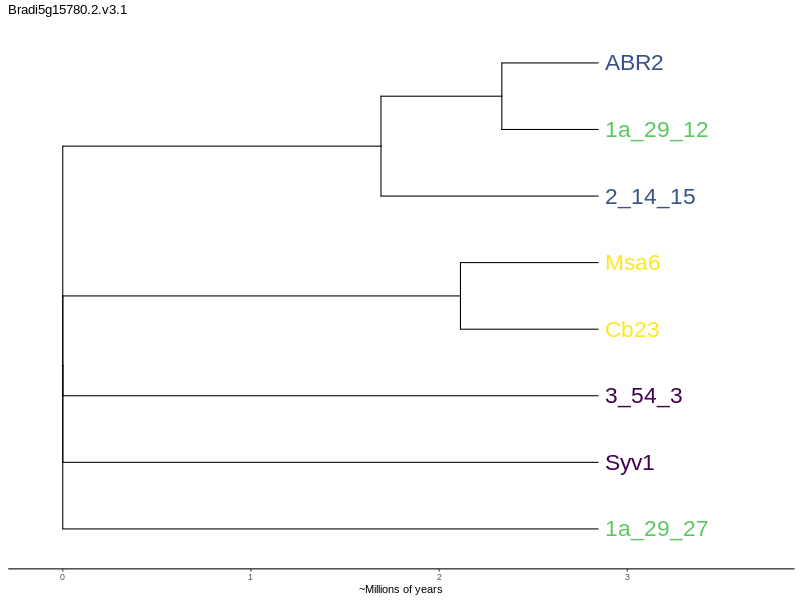 Bradi5g15780.2.v3.1
ABR2
1a_29_12
2_14_15
Msa6
Cb23
3_54_3
Syv1
1a_29_27
0 1 2 3
~Millions of years